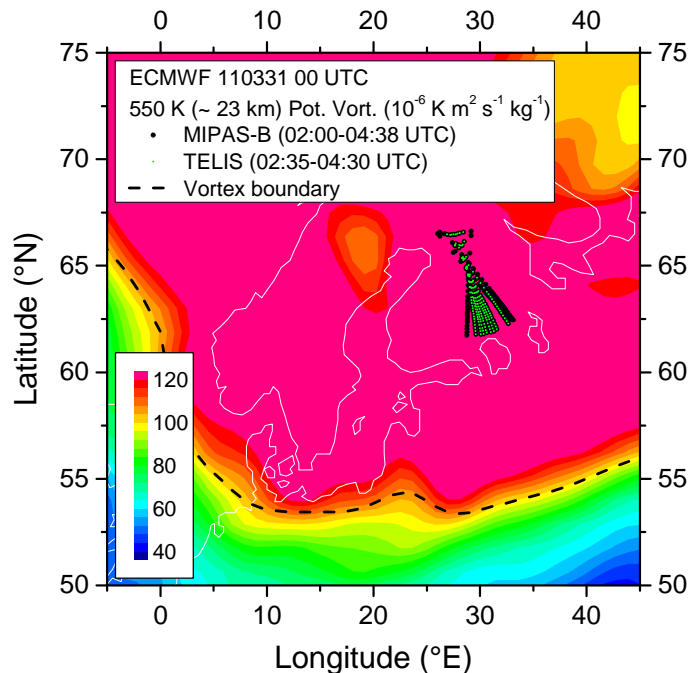 0 10 20 30 40
75 75
ECMWF 110331 00 UTC
550 K (~ 23 km) Pot. Vort. (10⁻⁶ K m² s⁻¹ kg⁻¹)
MIPAS-B (02:00-04:38 UTC)
TELIS (02:35-04:30 UTC)
Vortex boundary
70 70
65 65
Latitude (°N)
60 60
120
100
80
60
40
55 55
50 50
0 10 20 30 40
Longitude (°E)